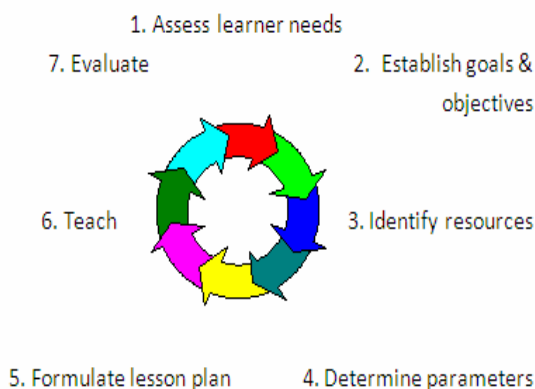 1. Assess learner needs
2. Establish goals &
objectives
3. Identify resources
4. Determine parameters
5. Formulate lesson plan
6. Teach
7. Evaluate